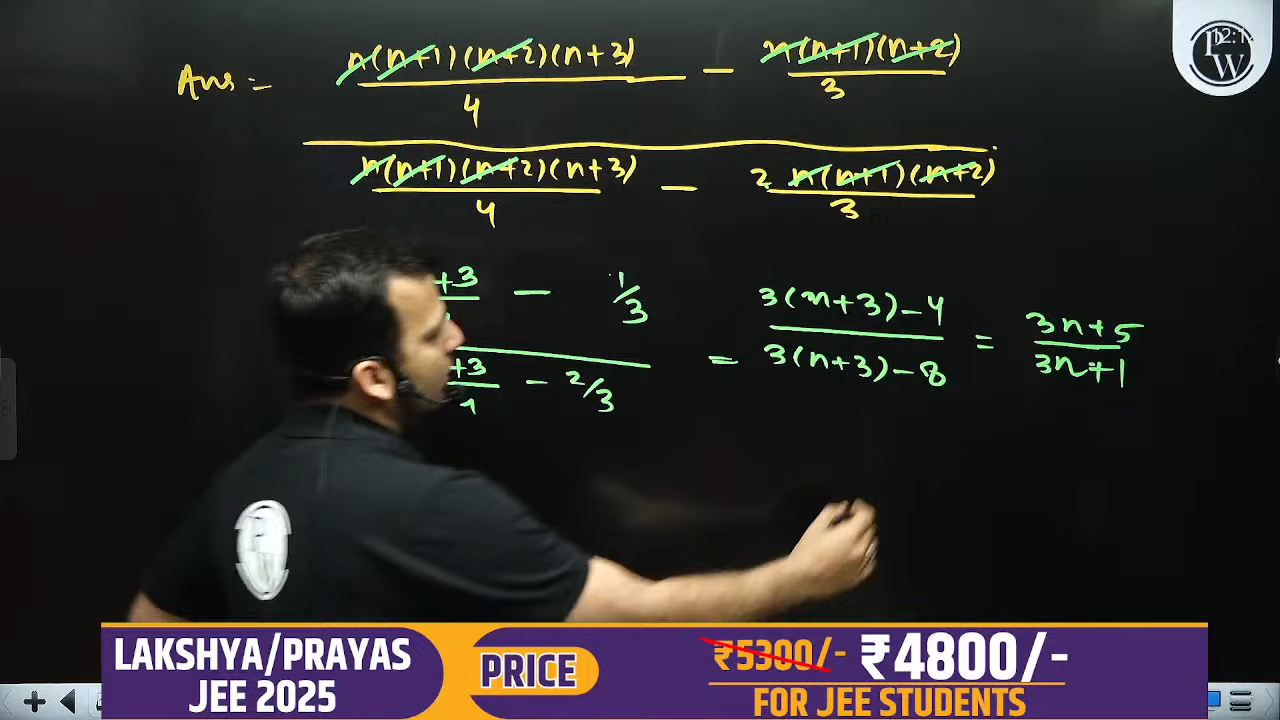 Ans = n(n+1)(n+2)(n+3)/4 − n(n+1)(n+2)/3
n(n+1)(n+2)(n+3)/4 − 2 n(n+1)(n+2)/3
+3 − 1/3
+3 − 2/3
= 3(n+3)−4 / 3(n+3)−8 = 3n+5 / 3n+1
P
W
LAKSHYA/PRAYAS
JEE 2025
PRICE
₹5300/- ₹4800/-
FOR JEE STUDENTS